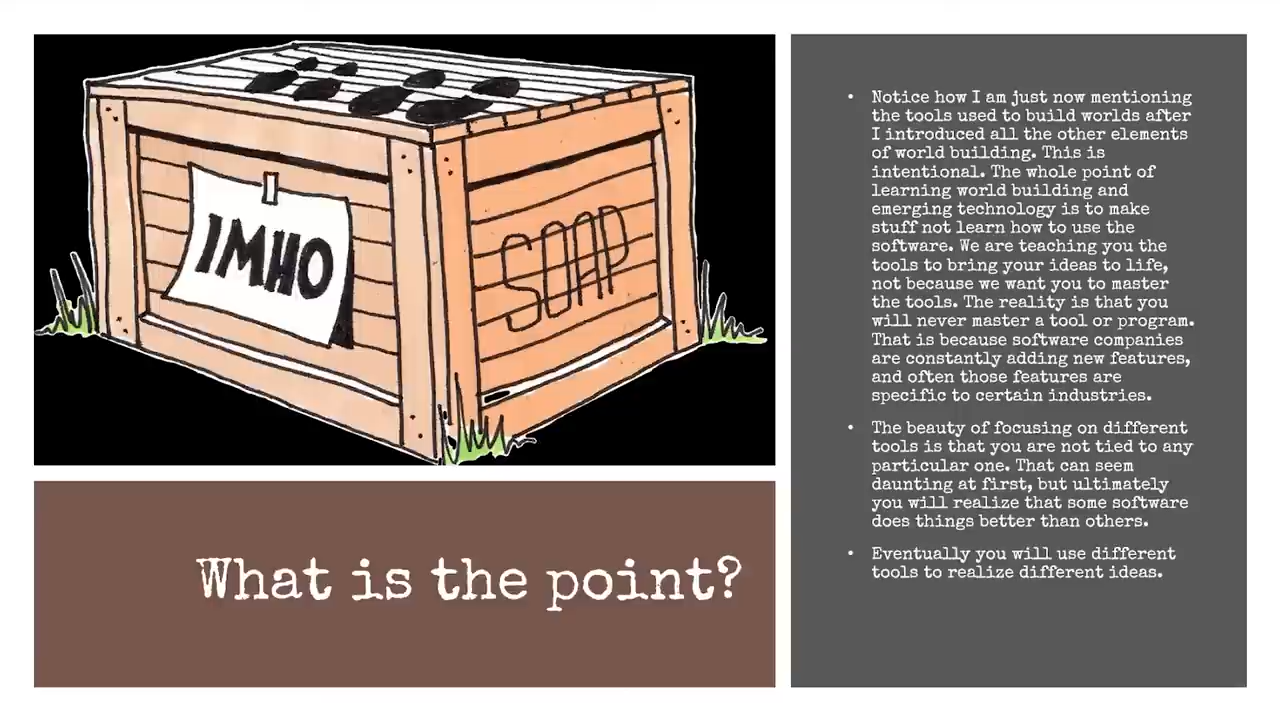 IMHO
SOAP
What is the point?
• Notice how I am just now mentioning
the tools used to build worlds after
I introduced all the other elements
of world building. This is
intentional. The whole point of
learning world building and
emerging technology is to make
stuff not learn how to use the
software. We are teaching you the
tools to bring your ideas to life,
not because we want you to master
the tools. The reality is that you
will never master a tool or program.
That is because software companies
are constantly adding new features,
and often those features are
specific to certain industries.
• The beauty of focusing on different
tools is that you are not tied to any
particular one. That can seem
daunting at first, but ultimately
you will realize that some software
does things better than others.
• Eventually you will use different
tools to realize different ideas.